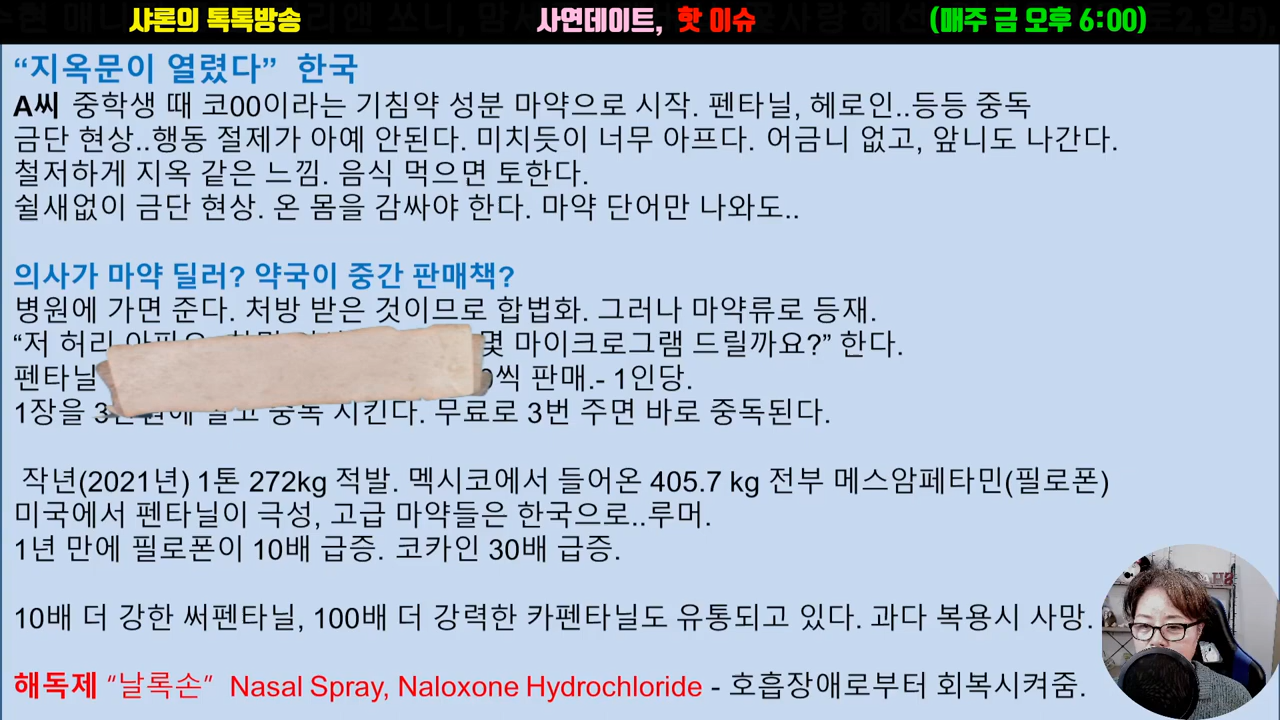 샤론의 톡톡방송 사연데이트, 핫 이슈 (매주 금 오후 6:00)
“지옥문이 열렸다” 한국
A씨 중학생 때 코00이라는 기침약 성분 마약으로 시작. 펜타닐, 헤로인..등등 중독
금단 현상..행동 절제가 아예 안된다. 미치듯이 너무 아프다. 어금니 없고, 앞니도 나간다.
철저하게 지옥 같은 느낌. 음식 먹으면 토한다.
쉴새없이 금단 현상. 온 몸을 감싸야 한다. 마약 단어만 나와도..
의사가 마약 딜러? 약국이 중간 판매책?
병원에 가면 준다. 처방 받은 것이므로 합법화. 그러나 마약류로 등재.
“저 허리 몇 마이크로그램 드릴까요?” 한다.
펜타닐 0씩 판매.- 1인당.
1장을 중독 시킨다. 무료로 3번 주면 바로 중독된다.
작년(2021년) 1톤 272kg 적발. 멕시코에서 들어온 405.7 kg 전부 메스암페타민(필로폰)
미국에서 펜타닐이 극성, 고급 마약들은 한국으로..루머.
1년 만에 필로폰이 10배 급증. 코카인 30배 급증.
10배 더 강한 써펜타닐, 100배 더 강력한 카펜타닐도 유통되고 있다. 과다 복용시 사망.
해독제 “날록손” Nasal Spray, Naloxone Hydrochloride - 호흡장애로부터 회복시켜줌.